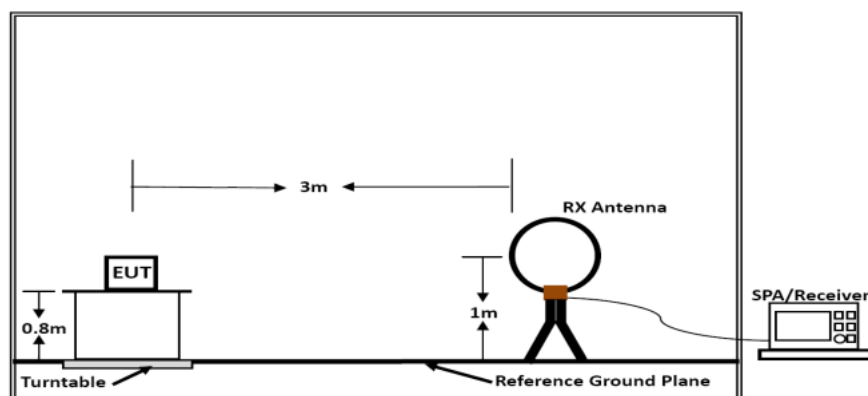 3m
RX Antenna
EUT
SPA/Receiver
0.8m
1m
Turntable
Reference Ground Plane